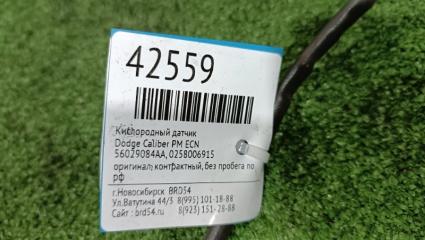 42559
Кислородный датчик
Dodge Caliber PM ECN
56029084AA, 0258006915
оригинал, контрактный, без пробега по
рф
г.Новосибирск BRD54
Ул.Ватутина 44/3 8(995) 101-18-88
Сайт: brd54.ru 8(923) 151-28-88